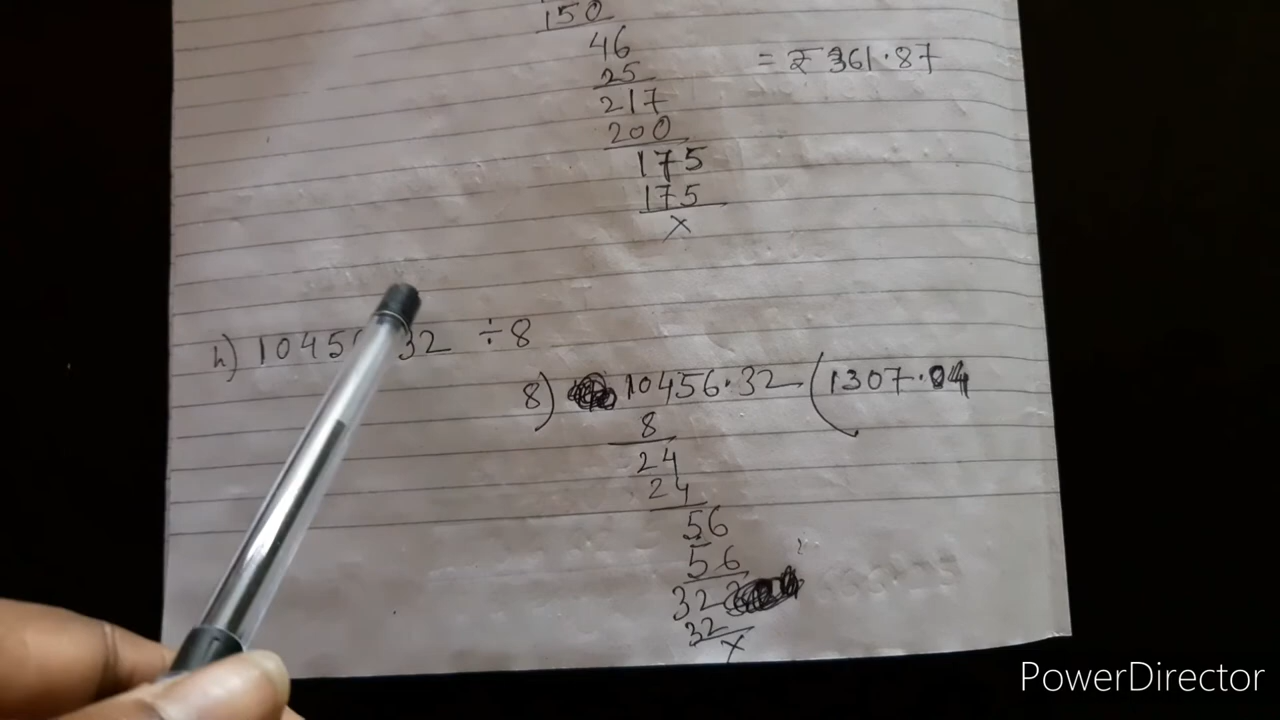 150
46
25
= ₹ 361.87
217
200
175
175
x
h) 1045 32 ÷ 8
8) 10456.32 ( 1307.04
8
24
24
56
56
32
32
x
PowerDirector